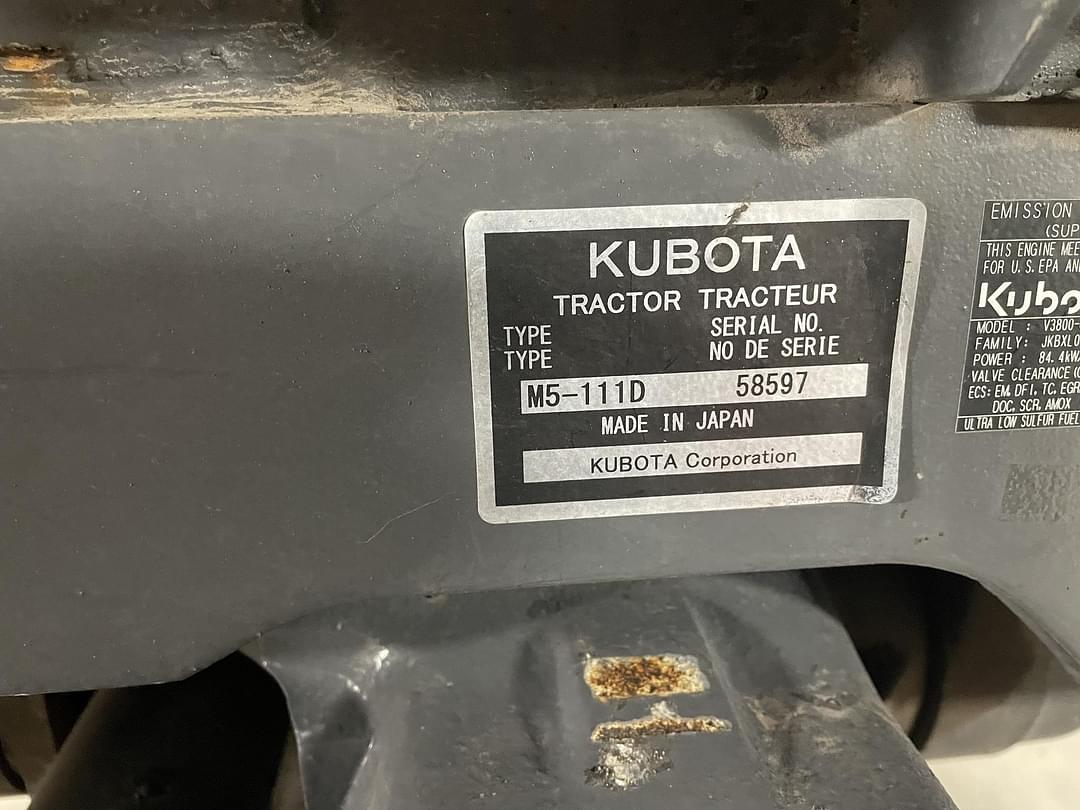 KUBOTA
TRACTOR TRACTEUR
TYPE SERIAL NO.
TYPE NO DE SERIE
M5-111D 58597
MADE IN JAPAN
KUBOTA Corporation
EMISSION
(SUP
THIS ENGINE MEE
FOR U.S. EPA AN
Kubo
MODEL : V3800-
FAMILY: JKBXL0
POWER : 84.4kW
VALVE CLEARANCE
ECS: EM, DFI, TC, EGR
DOC, SCR, AMOX
ULTRA LOW SULFUR FUEL